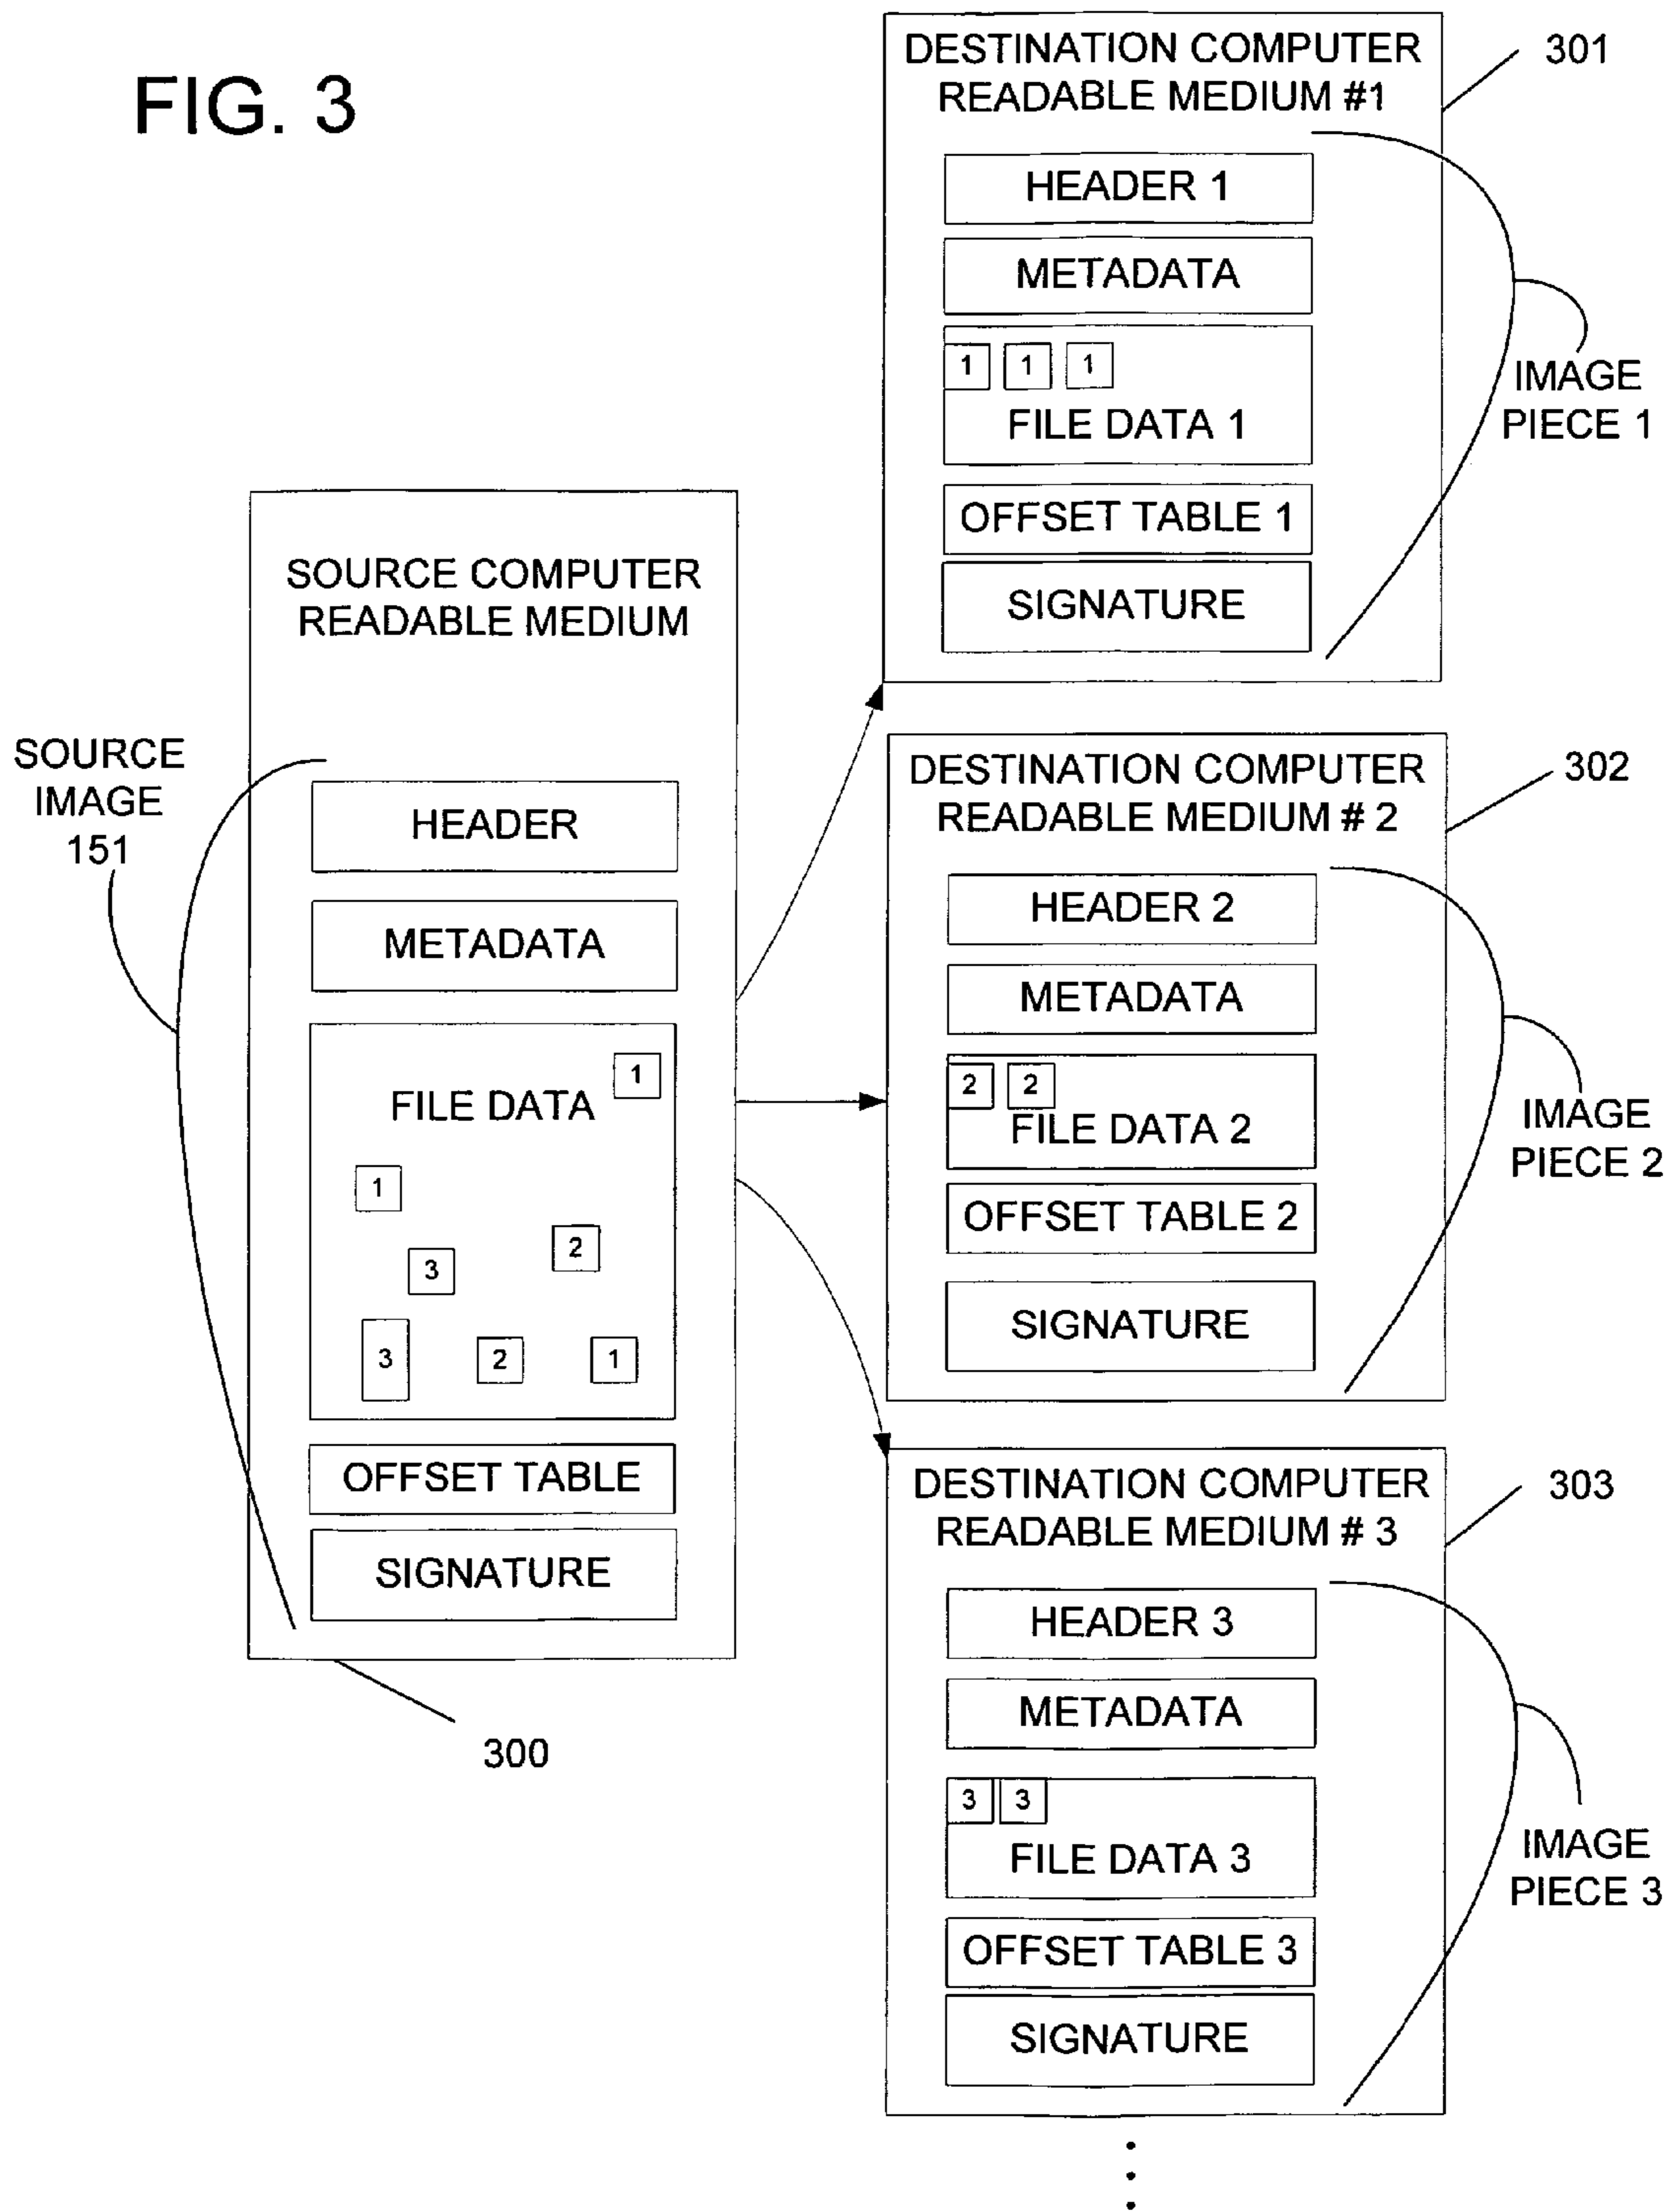 FIG. 3
DESTINATION COMPUTER
READABLE MEDIUM #1
301
HEADER 1
METADATA
1 1 1
FILE DATA 1
OFFSET TABLE 1
SIGNATURE
IMAGE
PIECE 1
SOURCE COMPUTER
READABLE MEDIUM
SOURCE
IMAGE
151
HEADER
METADATA
FILE DATA
1
1
2
3
3
2
1
OFFSET TABLE
SIGNATURE
300
DESTINATION COMPUTER
READABLE MEDIUM # 2
302
HEADER 2
METADATA
2 2
FILE DATA 2
OFFSET TABLE 2
SIGNATURE
IMAGE
PIECE 2
DESTINATION COMPUTER
READABLE MEDIUM # 3
303
HEADER 3
METADATA
3 3
FILE DATA 3
OFFSET TABLE 3
SIGNATURE
IMAGE
PIECE 3